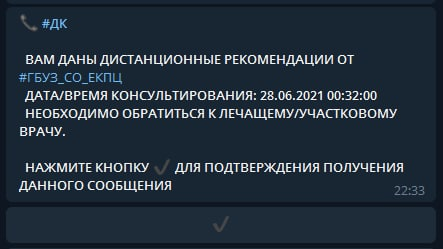 📞 #ДК
ВАМ ДАНЫ ДИСТАНЦИОННЫЕ РЕКОМЕНДАЦИИ ОТ
#ГБУЗ_СО_ЕКПЦ
ДАТА/ВРЕМЯ КОНСУЛЬТИРОВАНИЯ: 28.06.2021 00:32:00
НЕОБХОДИМО ОБРАТИТЬСЯ К ЛЕЧАЩЕМУ/УЧАСТКОВОМУ
ВРАЧУ.
НАЖМИТЕ КНОПКУ ✔ ДЛЯ ПОДТВЕРЖДЕНИЯ ПОЛУЧЕНИЯ
ДАННОГО СООБЩЕНИЯ
22:33
✔